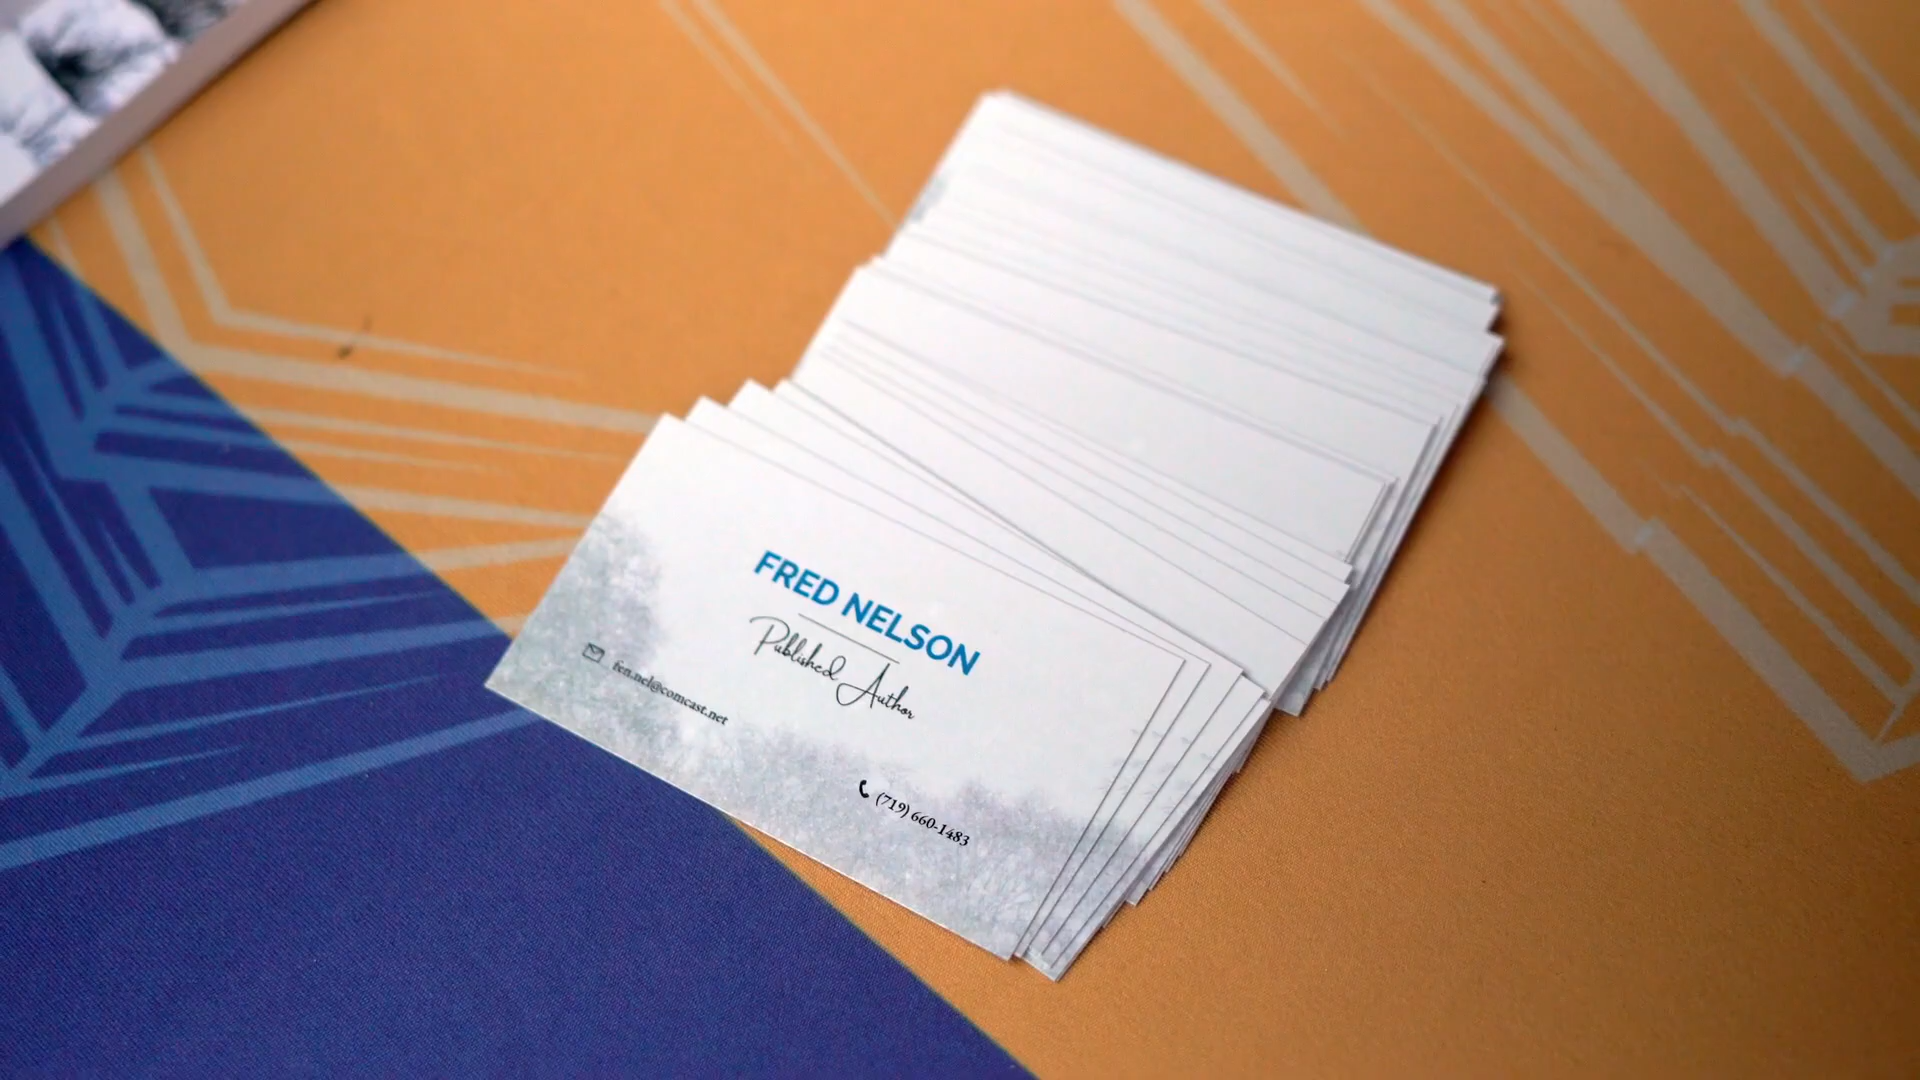 FRED NELSON
Published Author
fen.nel@comcast.net
(719) 660-1483